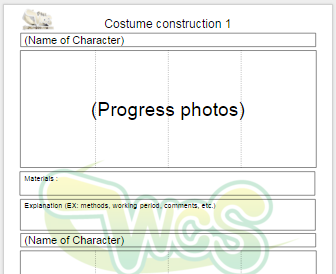 Costume construction 1
(Name of Character)
(Progress photos)
Materials :
Explanation (EX: methods, working period, comments, etc.)
WCS
(Name of Character)